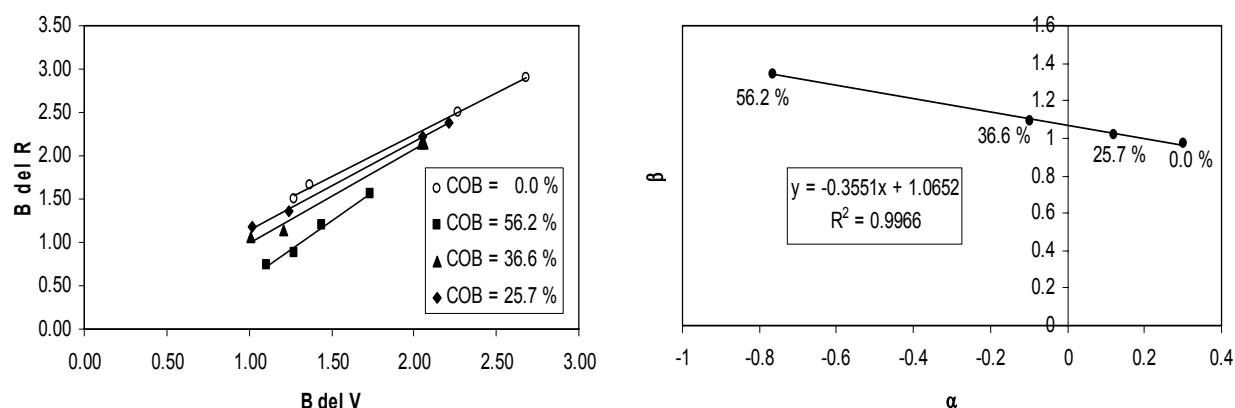 3.50
3.00
2.50
2.00
1.50
1.00
0.50
0.00
B del R
0.00 0.50 1.00 1.50 2.00 2.50 3.00
B del V
COB = 0.0 %
COB = 56.2 %
COB = 36.6 %
COB = 25.7 %
1.6
1.4
1.2
1
0.8
0.6
0.4
0.2
0
β
56.2 %
36.6 %
25.7 %
0.0 %
y = -0.3551x + 1.0652
R² = 0.9966
-1 -0.8 -0.6 -0.4 -0.2 0 0.2 0.4
α